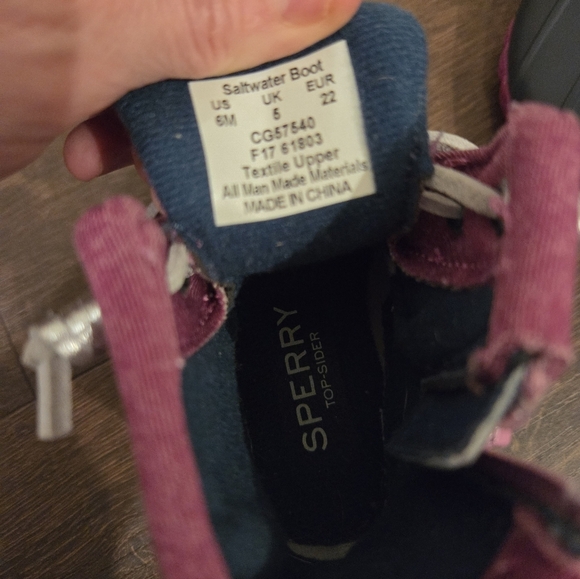 Saltwater Boot
US UK EUR
6M 5 22
CG57540
F17 61803
Textile Upper
All Man Made Materials
MADE IN CHINA
SPERRY
TOP-SIDER